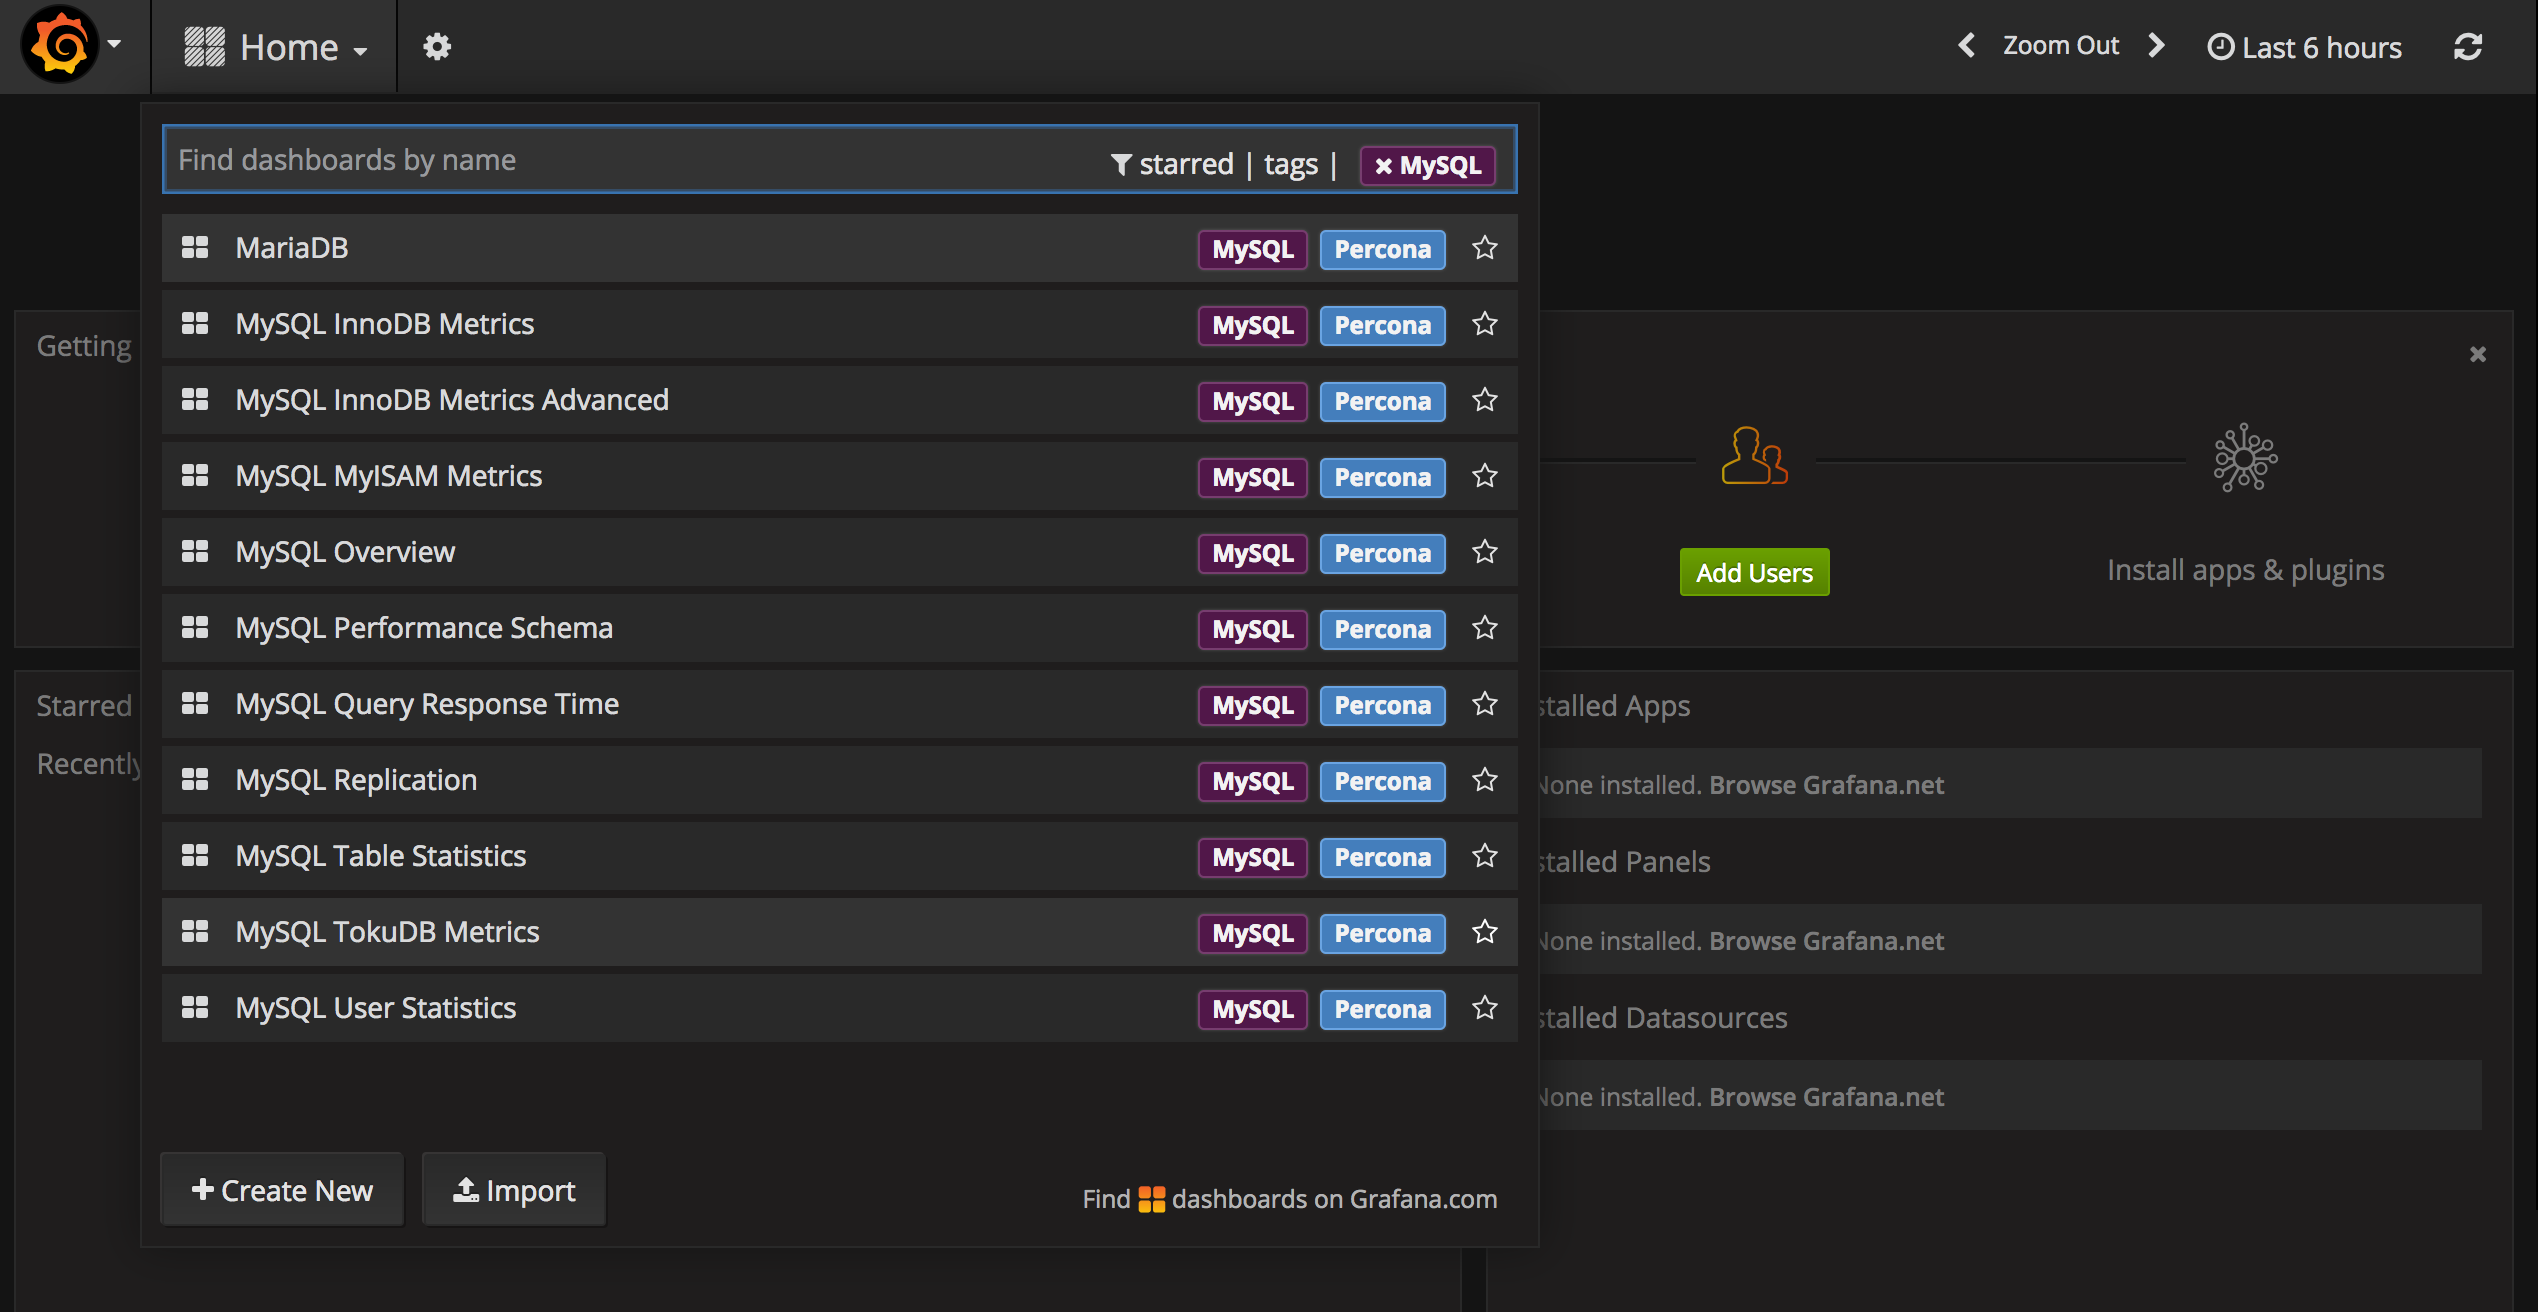 Home
Zoom Out
Last 6 hours
Find dashboards by name
starred | tags |
MySQL
MariaDB MySQL Percona
MySQL InnoDB Metrics MySQL Percona
MySQL InnoDB Metrics Advanced MySQL Percona
MySQL MyISAM Metrics MySQL Percona
MySQL Overview MySQL Percona
MySQL Performance Schema MySQL Percona
MySQL Query Response Time MySQL Percona
MySQL Replication MySQL Percona
MySQL Table Statistics MySQL Percona
MySQL TokuDB Metrics MySQL Percona
MySQL User Statistics MySQL Percona
Create New
Import
Find dashboards on Grafana.com
Getting
Starred
Recently
Add Users
Install apps & plugins
stalled Apps
None installed. Browse Grafana.net
stalled Panels
None installed. Browse Grafana.net
stalled Datasources
None installed. Browse Grafana.net